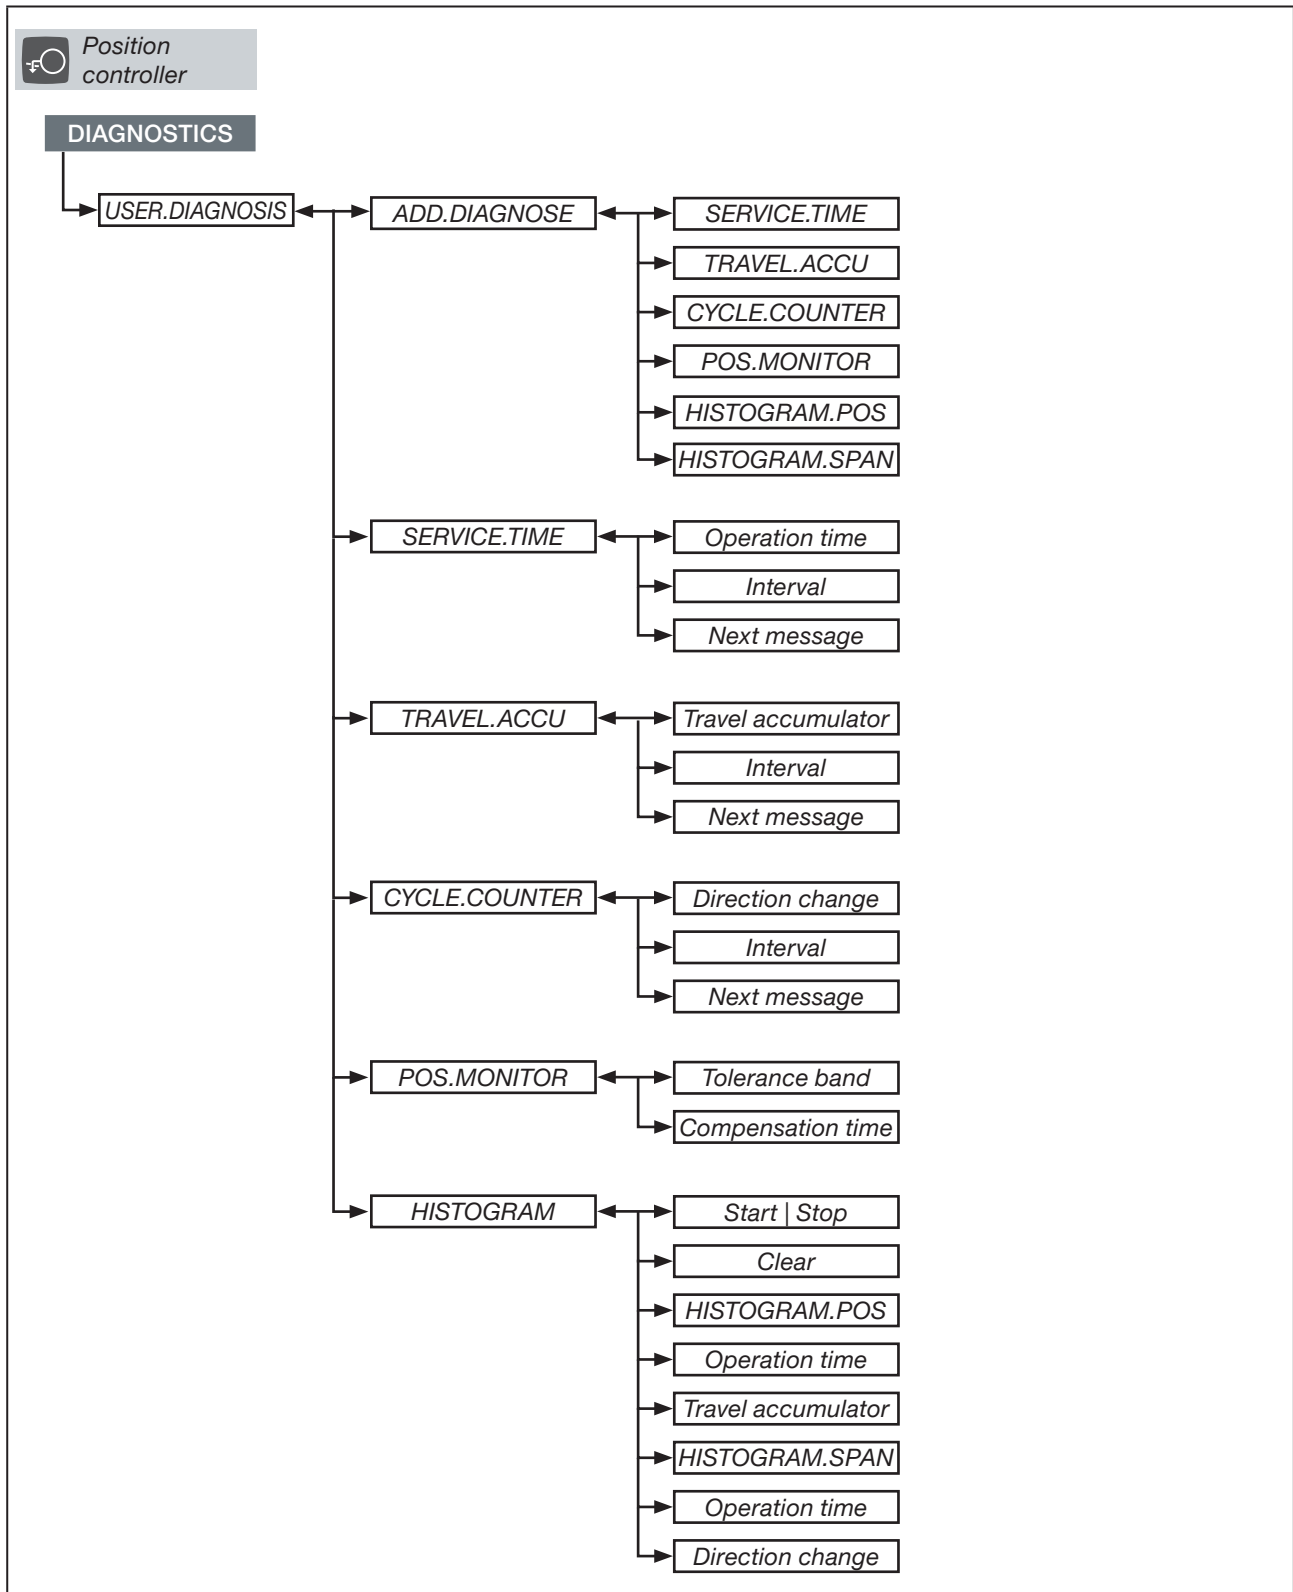 Position
controller
DIAGNOSTICS
USER.DIAGNOSIS
ADD.DIAGNOSE
SERVICE.TIME
TRAVEL.ACCU
CYCLE.COUNTER
POS.MONITOR
HISTOGRAM.POS
HISTOGRAM.SPAN
SERVICE.TIME
Operation time
Interval
Next message
TRAVEL.ACCU
Travel accumulator
Interval
Next message
CYCLE.COUNTER
Direction change
Interval
Next message
POS.MONITOR
Tolerance band
Compensation time
HISTOGRAM
Start | Stop
Clear
HISTOGRAM.POS
Operation time
Travel accumulator
HISTOGRAM.SPAN
Operation time
Direction change